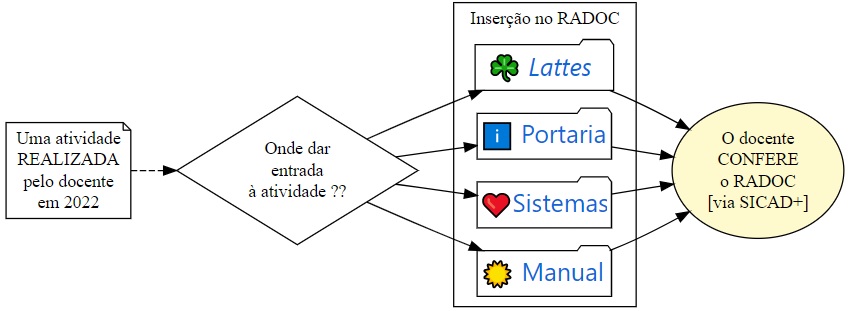 Uma atividade
REALIZADA
pelo docente
em 2022
Onde dar
entrada
à atividade ??
Inserção no RADOC
Lattes
i Portaria
Sistemas
Manual
O docente
CONFERE
o RADOC
[via SICAD+]